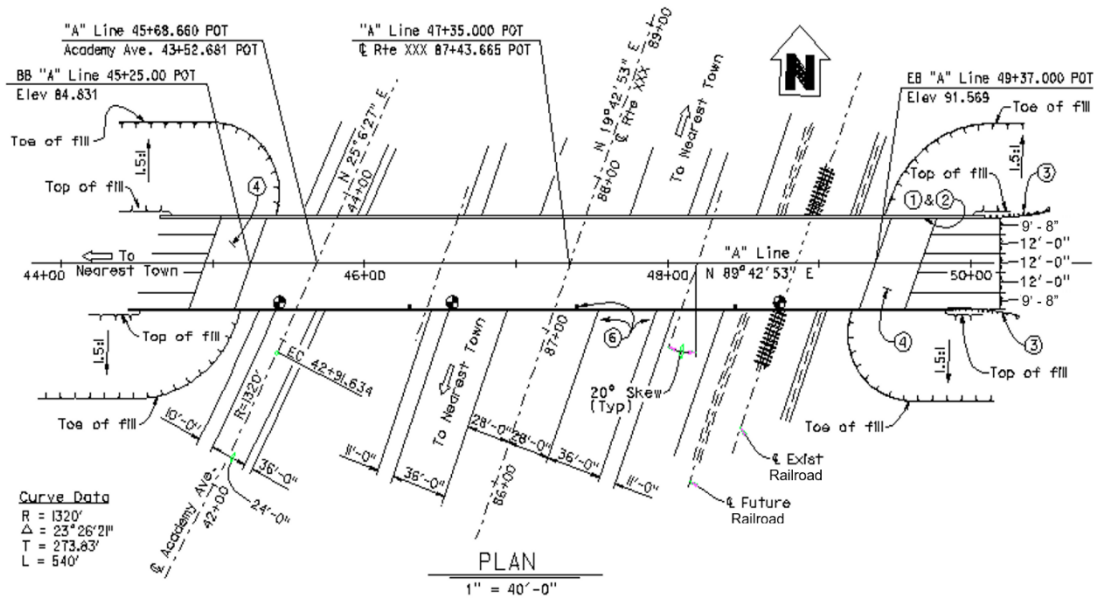 "A" Line 45+68.660 POT
Academy Ave. 43+52.681 POT
"A" Line 47+35.000 POT
℄ Rte XXX 87+43.665 POT
BB "A" Line 45+25.00 POT
Elev 84.831
EB "A" Line 49+37.000 POT
Elev 91.569
N
N 25°6'27" E
44+00
N 19°42'53" E
℄ Rte XXX
89+00
88+00
To Nearest Town
Toe of fill
1.5:1
Top of fill
4
Toe of fill
1.5:1
Top of fill
3
1 & 2
9'-8"
12'-0"
12'-0"
12'-0"
9'-8"
To
Nearest Town
44+00
46+00
48+00
50+00
"A" Line
N 89°42'53" E
Top of fill
1.5:1
Toe of fill
EC 42+91.634
R=1320'
To Nearest Town
87+00
6
20° Skew
(Typ)
4
3
Top of fill
1.5:1
Toe of fill
10'-0"
36'-0"
24'-0"
11'-0"
36'-0"
28'-0"
28'-0"
36'-0"
11'-0"
86+00
℄ Academy Ave.
42+00
℄ Exist
Railroad
℄ Future
Railroad
Curve Data
R = 1320'
Δ = 23°26'21"
T = 273.83'
L = 540'
PLAN
1" = 40'-0"